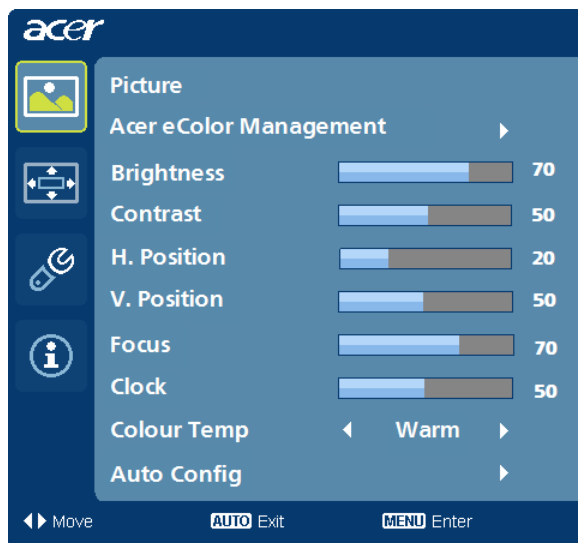 acer
Picture
Acer eColor Management
Brightness 70
Contrast 50
H. Position 20
V. Position 50
Focus 70
Clock 50
Colour Temp Warm
Auto Config
Move AUTO Exit MENU Enter